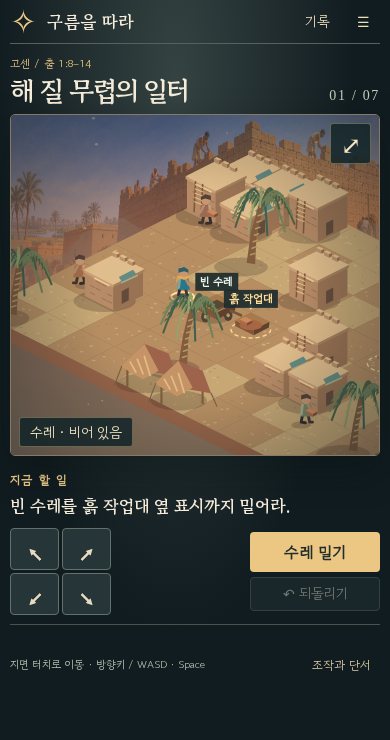 구름을 따라
기록
고센 / 출 1:8–14
해 질 무렵의 일터
01 / 07
빈 수레
흙 작업대
수레 · 비어 있음
지금 할 일
빈 수레를 흙 작업대 옆 표시까지 밀어라.
수레 밀기
↶ 되돌리기
지면 터치로 이동 · 방향키 / WASD · Space
조작과 단서